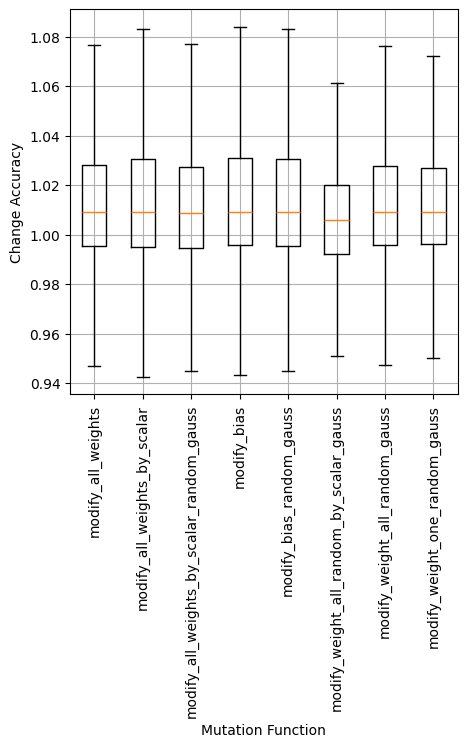 Change Accuracy
1.08
1.06
1.04
1.02
1.00
0.98
0.96
0.94
modify_all_weights
modify_all_weights_by_scalar
modify_all_weights_by_scalar_random_gauss
modify_bias
modify_bias_random_gauss
modify_weight_all_random_by_scalar_gauss
modify_weight_all_random_gauss
modify_weight_one_random_gauss
Mutation Function